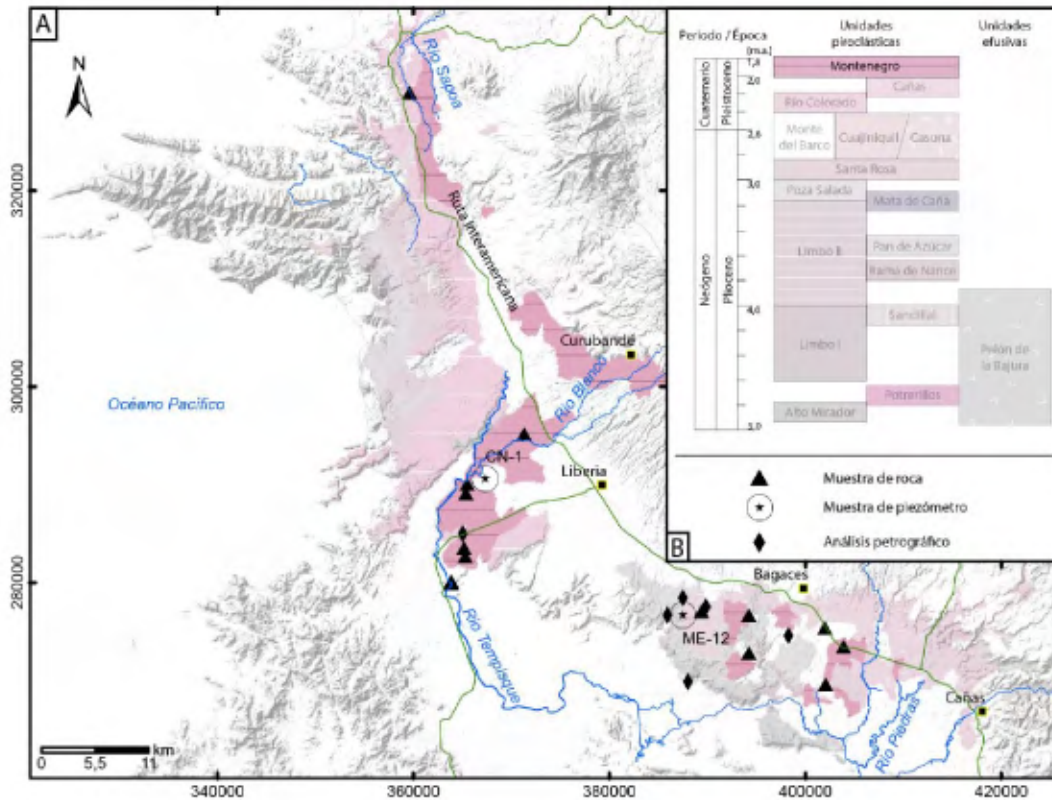 A
N
Río Sapoa
320000
Ruta Interamericana
Curubandé
300000
Océano Pacífico
Río Blanco
CN-1
Liberia
280000
Bagaces
ME-12
Río Tempisque
Cañas
Río Piedras
km
0 5,5 11
340000 360000 380000 400000 420000
Período / Época
(m.a.)
Unidades
piroclásticas
Unidades
efusivas
Cuaternario
Pleistoceno
Neógeno
Plioceno
2,0
2,6
3,0
4,0
5,0
Montenegro
Cañas
Río Colorado
Monte
del Barco
Cuajiniquil / Casona
Santa Rosa
Poza Salada
Mata de Caña
Limbo II
Pan de Azúcar
Rama de Nance
Sandillal
Limbo I
Pelón de
la Bajura
Potrerillos
Alto Mirador
Muestra de roca
Muestra de piezómetro
Análisis petrográfico
B